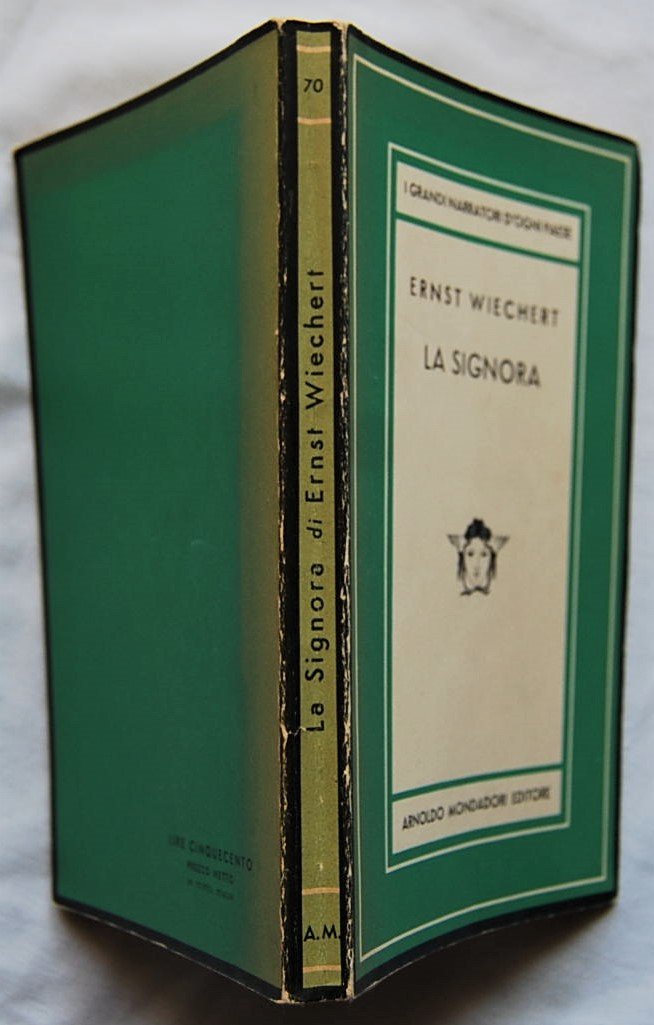 70
La Signora di Ernst Wiechert
A.M.
I GRANDI NARRATORI D'OGNI PAESE
ERNST WIECHERT
LA SIGNORA
ARNOLDO MONDADORI EDITORE
LIRE CINQUECENTO
PREZZO NETTO